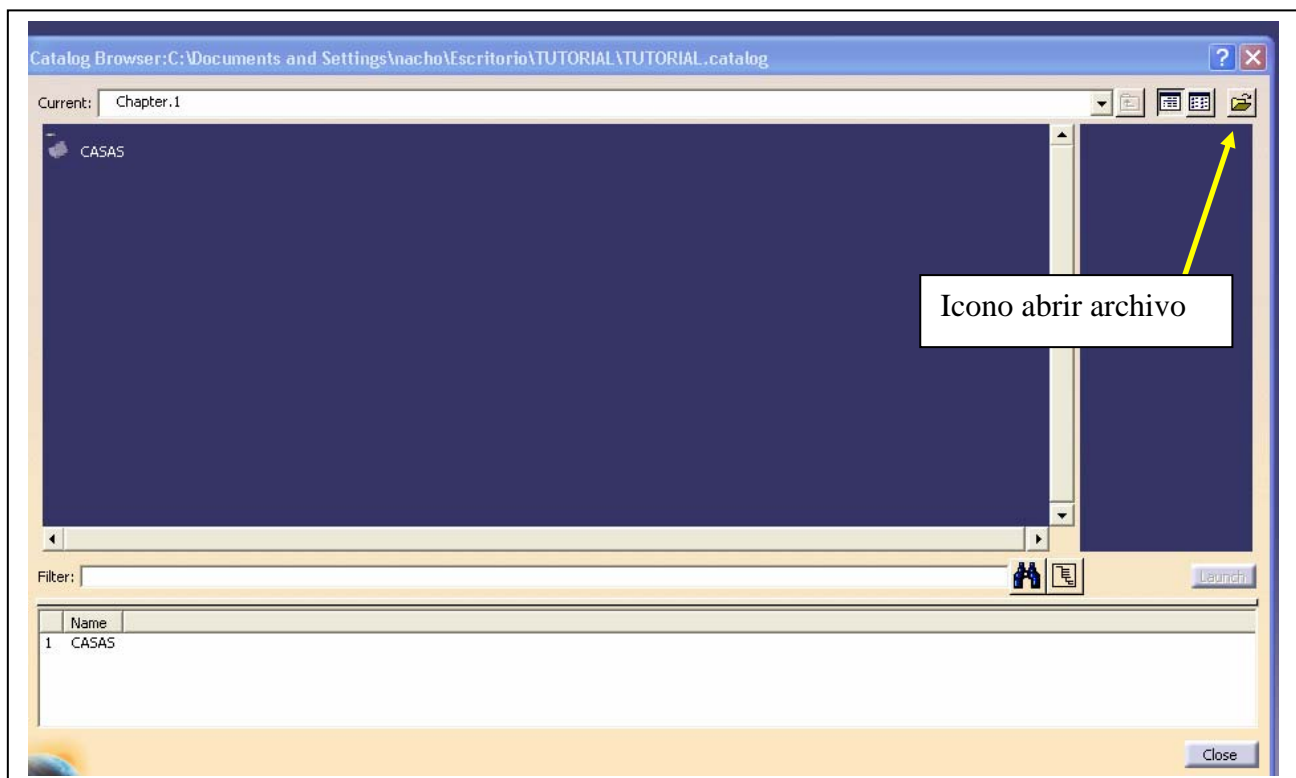 Catalog Browser:C:\Documents and Settings\nacho\Escritorio\TUTORIAL\TUTORIAL.catalog
Current: Chapter.1
CASAS
Icono abrir archivo
Filter:
Launch
Name
1 CASAS
Close